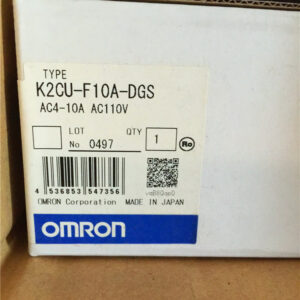 TYPE
K2CU-F10A-DGS
AC4-10A AC110V
LOT
No 0497
QTY
1
4 536853 547356
OMRON Corporation MADE IN JAPAN
OMRON